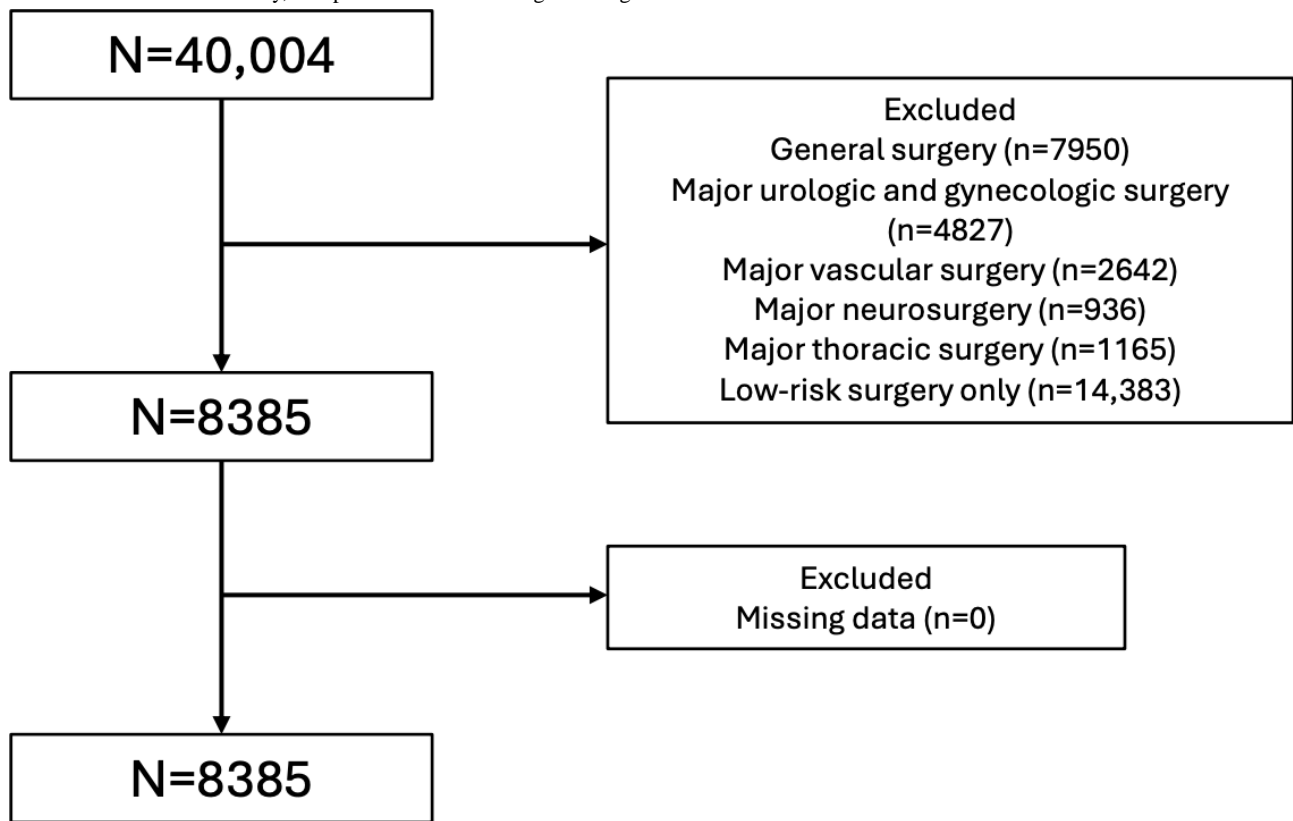 N=40,004
Excluded
General surgery (n=7950)
Major urologic and gynecologic surgery
(n=4827)
Major vascular surgery (n=2642)
Major neurosurgery (n=936)
Major thoracic surgery (n=1165)
Low-risk surgery only (n=14,383)
N=8385
Excluded
Missing data (n=0)
N=8385